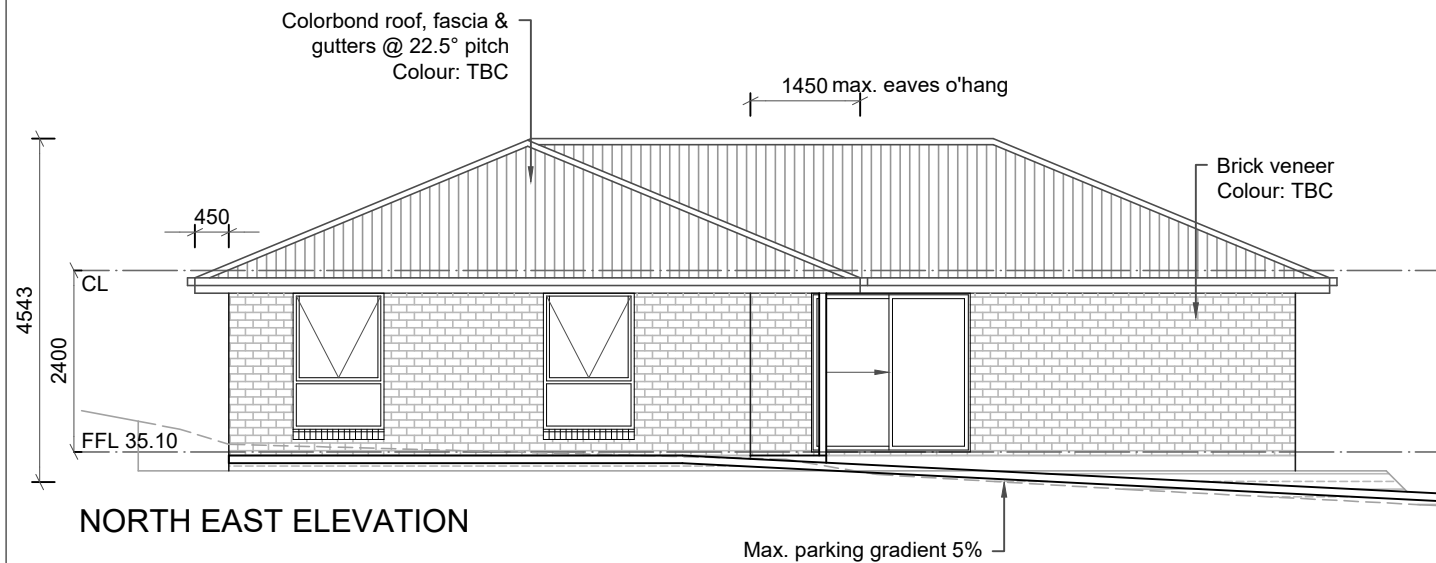 Colorbond roof, fascia &
gutters @ 22.5° pitch
Colour: TBC
1450 max. eaves o'hang
Brick veneer
Colour: TBC
450
CL
4543
2400
FFL 35.10
NORTH EAST ELEVATION
Max. parking gradient 5%